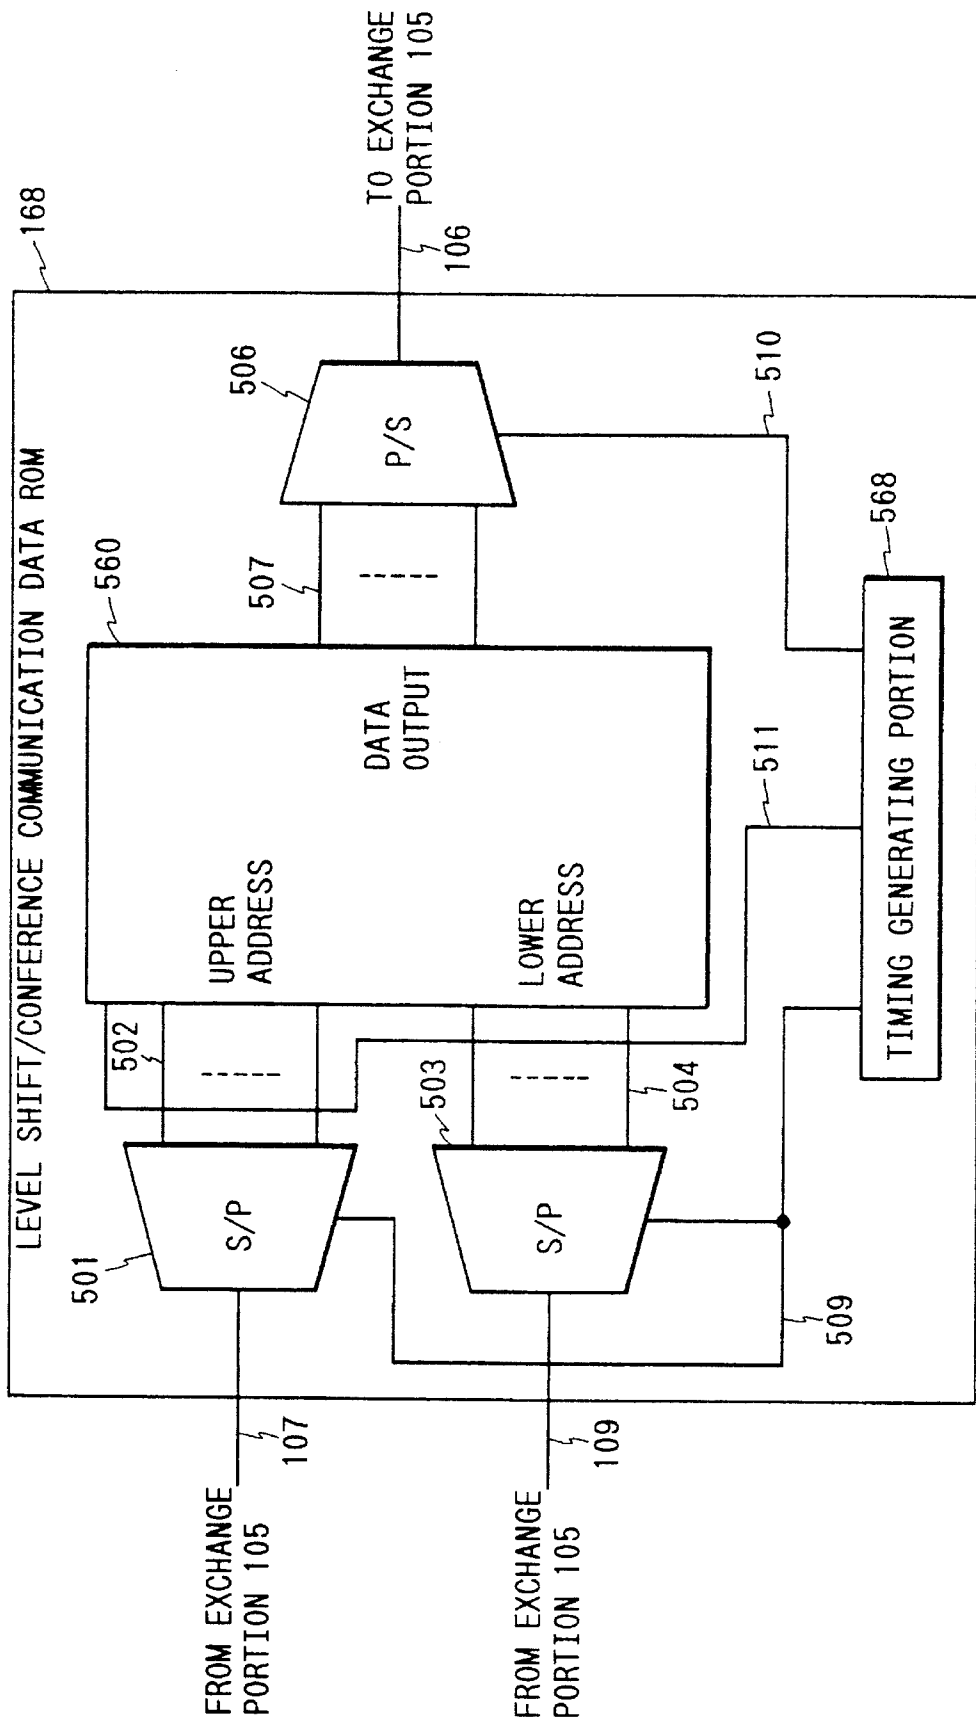 LEVEL SHIFT/CONFERENCE COMMUNICATION DATA ROM
168
FROM EXCHANGE
PORTION 105
107
501
S/P
502
UPPER
ADDRESS
560
DATA
OUTPUT
507
506
P/S
106
TO EXCHANGE
PORTION 105
FROM EXCHANGE
PORTION 105
109
503
S/P
504
LOWER
ADDRESS
509
511
510
568
TIMING GENERATING PORTION